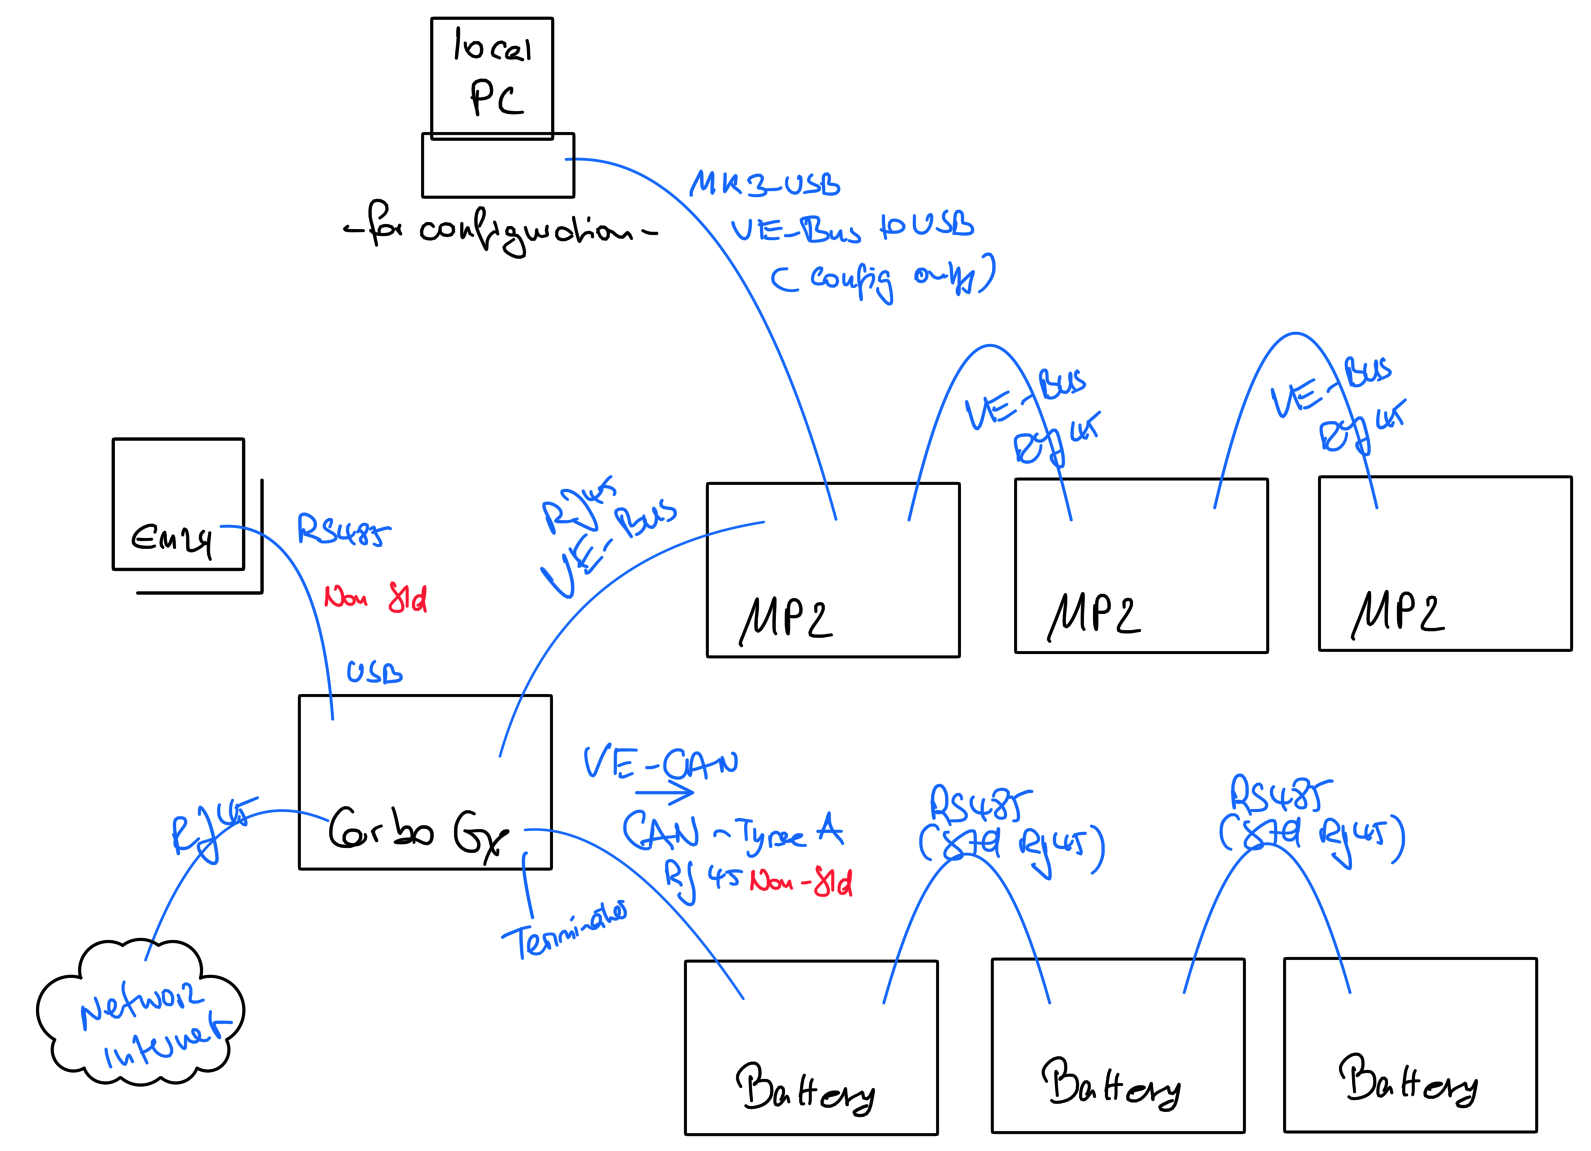 local
PC
-for configuration-
MK3-USB
VE-Bus to USB
(config only)
VE-Bus
RJ45
VE-Bus
RJ45
Em24
RS485
Non Std
USB
RJ45
VE-Bus
MP2
MP2
MP2
Cerbo Gx
RJ45
VE-CAN
CAN-Type A
RJ45 Non-Std
Terminator
RS485
(Std RJ45)
RS485
(Std RJ45)
Network
internet
Battery
Battery
Battery